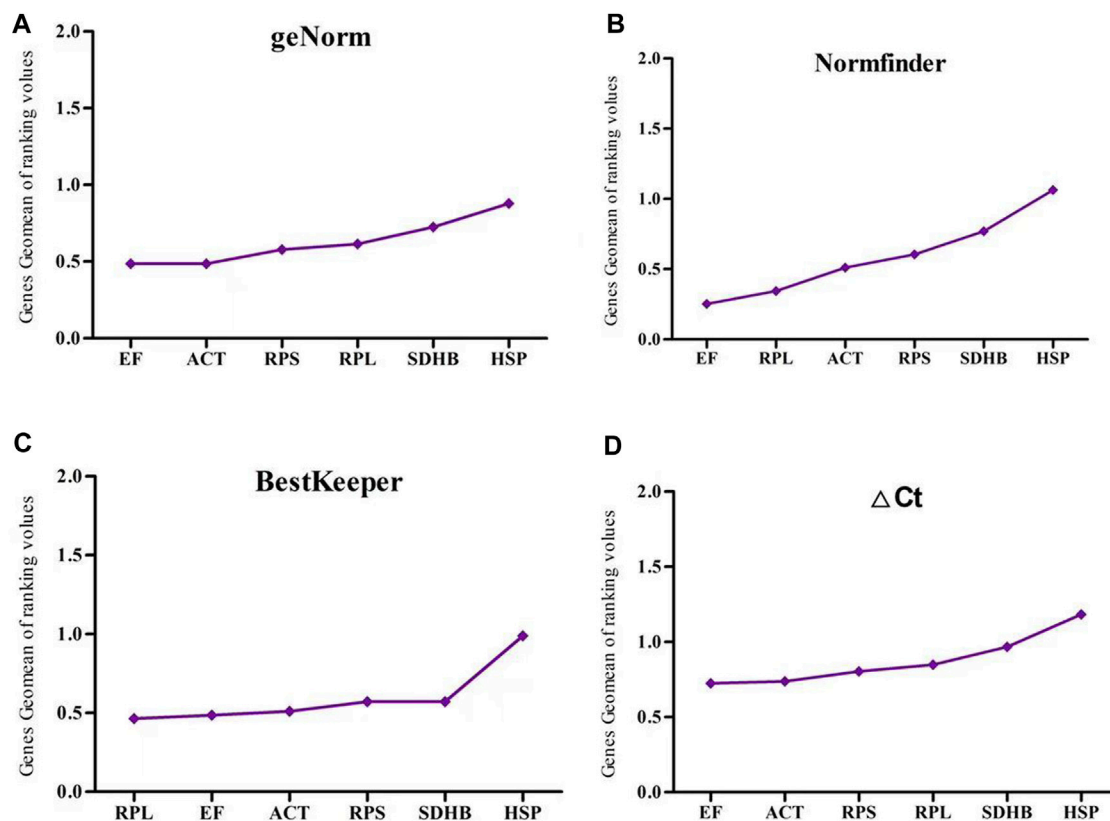 A
geNorm
Genes Geomean of ranking volues
2.0
1.5
1.0
0.5
0.0
EF ACT RPS RPL SDHB HSP
B
Normfinder
Genes Geomean of ranking volues
2.0
1.5
1.0
0.5
0.0
EF RPL ACT RPS SDHB HSP
C
BestKeeper
Genes Geomean of ranking volues
2.0
1.5
1.0
0.5
0.0
RPL EF ACT RPS SDHB HSP
D
△ Ct
Genes Geomean of ranking volues
2.0
1.5
1.0
0.5
0.0
EF ACT RPS RPL SDHB HSP